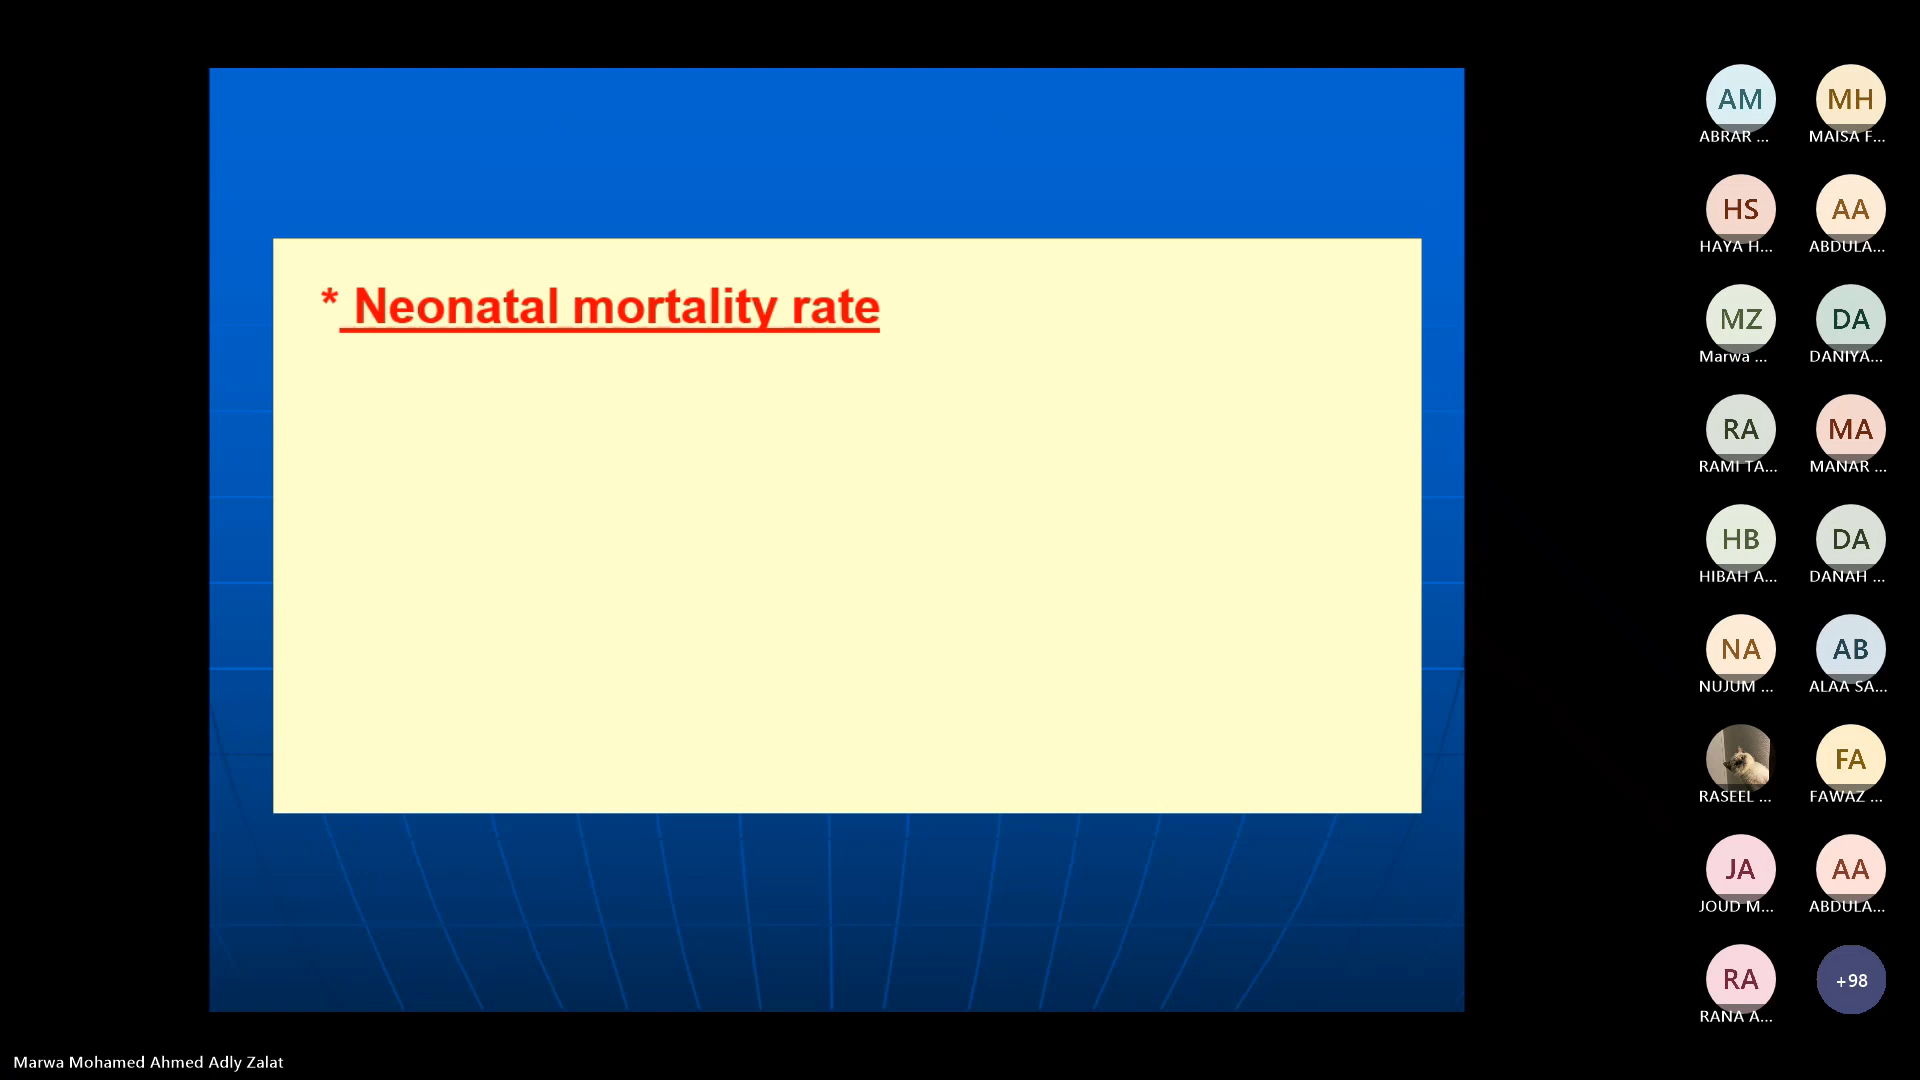 * Neonatal mortality rate
AM
MH
ABRAR ...
MAISA F...
HS
AA
HAYA H...
ABDULA...
MZ
DA
Marwa ...
DANIYA...
RA
MA
RAMI TA...
MANAR ...
HB
DA
HIBAH A...
DANAH ...
NA
AB
NUJUM ...
ALAA SA...
FA
RASEEL ...
FAWAZ ...
JA
AA
JOUD M...
ABDULA...
RA
+98
RANA A...
Marwa Mohamed Ahmed Adly Zalat